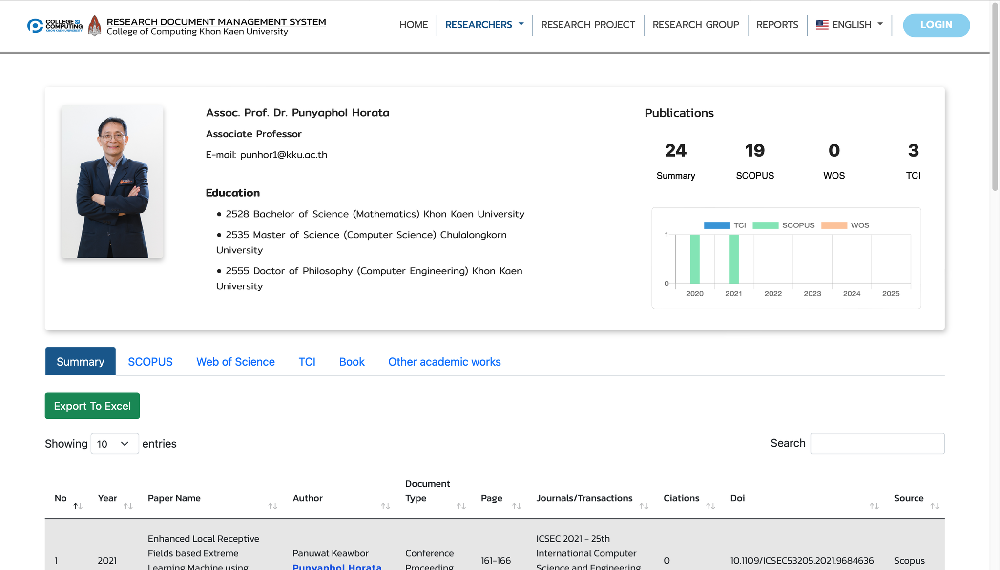 COLLEGE OF
COMPUTING
KHON KAEN UNIVERSITY
RESEARCH DOCUMENT MANAGEMENT SYSTEM
College of Computing Khon Kaen University
HOME
RESEARCHERS
RESEARCH PROJECT
RESEARCH GROUP
REPORTS
ENGLISH
LOGIN
Assoc. Prof. Dr. Punyaphol Horata
Associate Professor
E-mail: punhor1@kku.ac.th
Education
• 2528 Bachelor of Science (Mathematics) Khon Kaen University
• 2535 Master of Science (Computer Science) Chulalongkorn
University
• 2555 Doctor of Philosophy (Computer Engineering) Khon Kaen
University
Publications
24 19 0 3
Summary SCOPUS WOS TCI
TCI SCOPUS WOS
1
0
2020 2021 2022 2023 2024 2025
Summary SCOPUS Web of Science TCI Book Other academic works
Export To Excel
Showing 10 entries
Search
No Year Paper Name Author Document Type Page Journals/Transactions Ciations Doi Source
1
2021
Enhanced Local Receptive
Fields based Extreme
Learning Machine using
Panuwat Keawbor
Punyaphol Horata
Conference
Proceeding
161-166
ICSEC 2021 - 25th
International Computer
Science and Engineering
0
10.1109/ICSEC53205.2021.9684636
Scopus